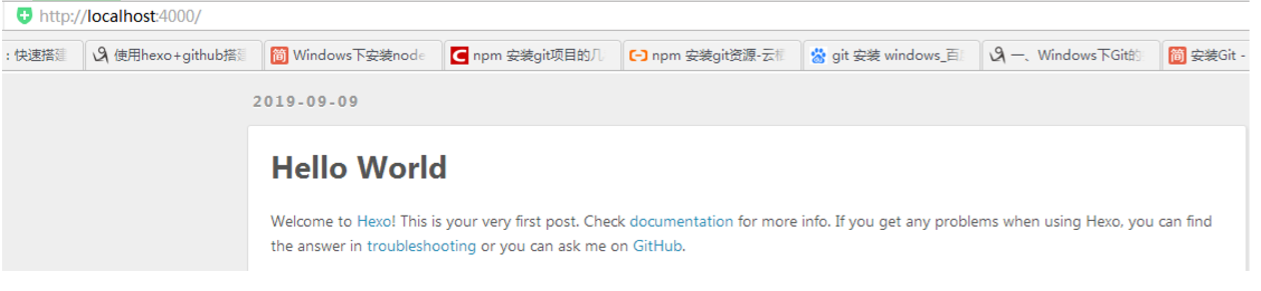 http://localhost:4000/
: 快速搭建
使用hexo+github搭建
Windows下安装node
npm 安装git项目的几
npm 安装git资源-云栖
git 安装 windows_百度
一、Windows下Git的
安装Git -
2019-09-09
Hello World
Welcome to Hexo! This is your very first post. Check documentation for more info. If you get any problems when using Hexo, you can find
the answer in troubleshooting or you can ask me on GitHub.